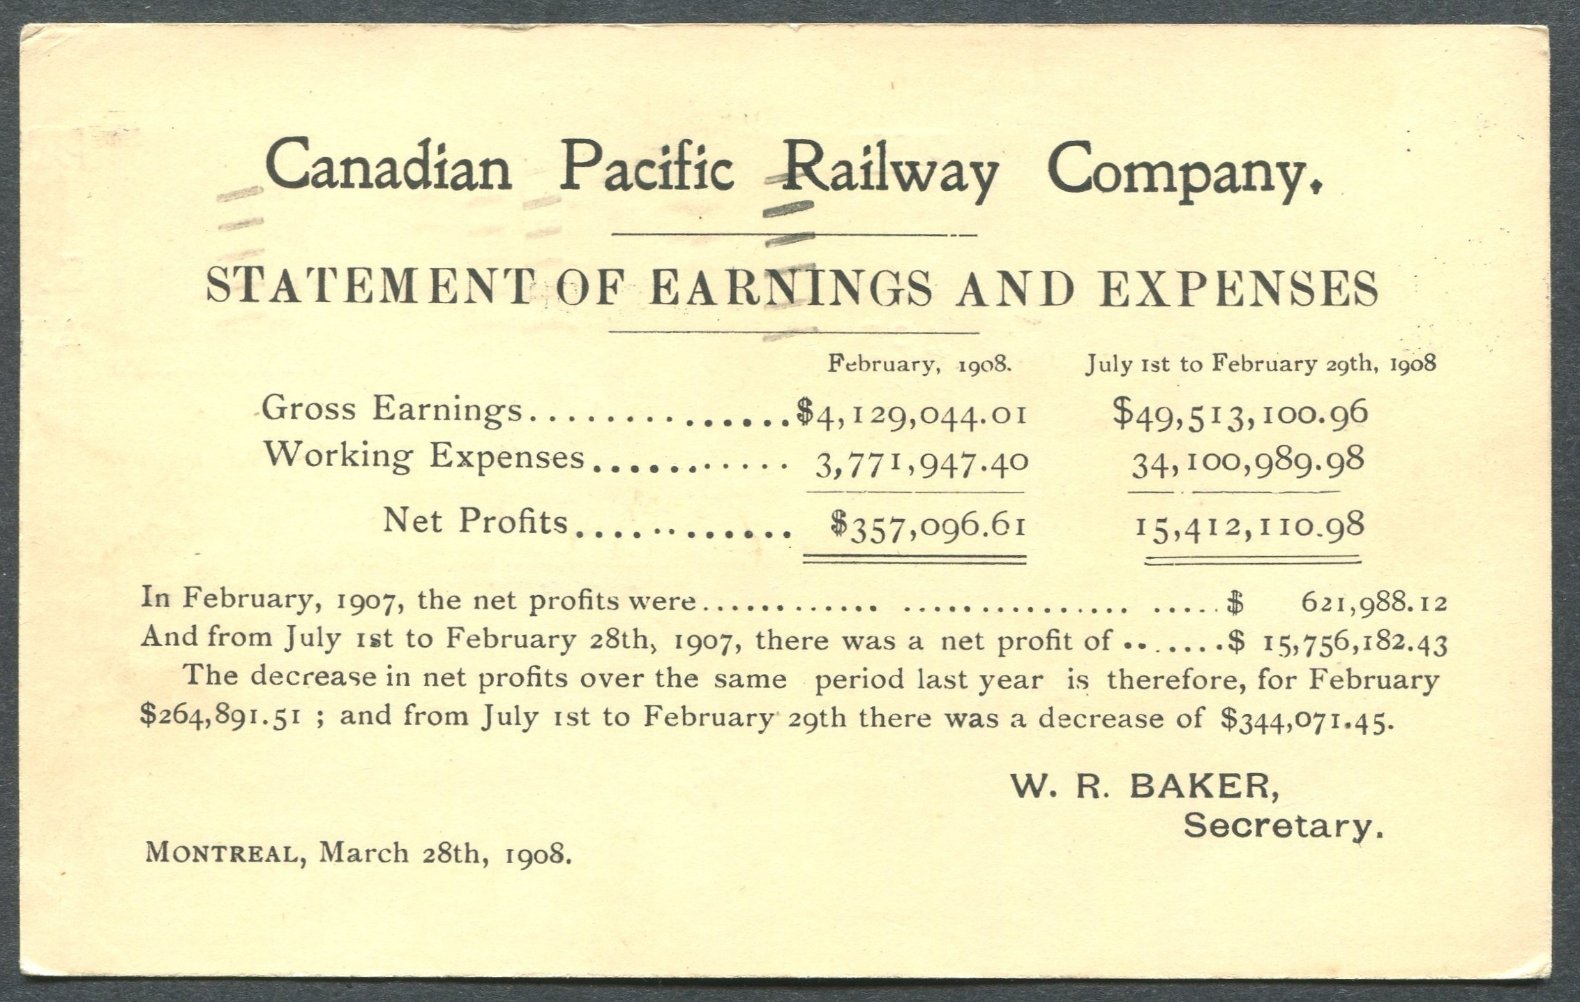 Canadian Pacific Railway Company.
STATEMENT OF EARNINGS AND EXPENSES
February, 1908. July 1st to February 29th, 1908
Gross Earnings....................$4,129,044.01 $49,513,100.96
Working Expenses.............. 3,771,947.40 34,100,989.98
Net Profits............. $357,096.61 15,412,110.98
In February, 1907, the net profits were............ ................ .....$ 621,988.12
And from July 1st to February 28th, 1907, there was a net profit of ........$ 15,756,182.43
The decrease in net profits over the same period last year is therefore, for February
$264,891.51 ; and from July 1st to February 29th there was a decrease of $344,071.45.
W. R. BAKER,
Secretary.
MONTREAL, March 28th, 1908.